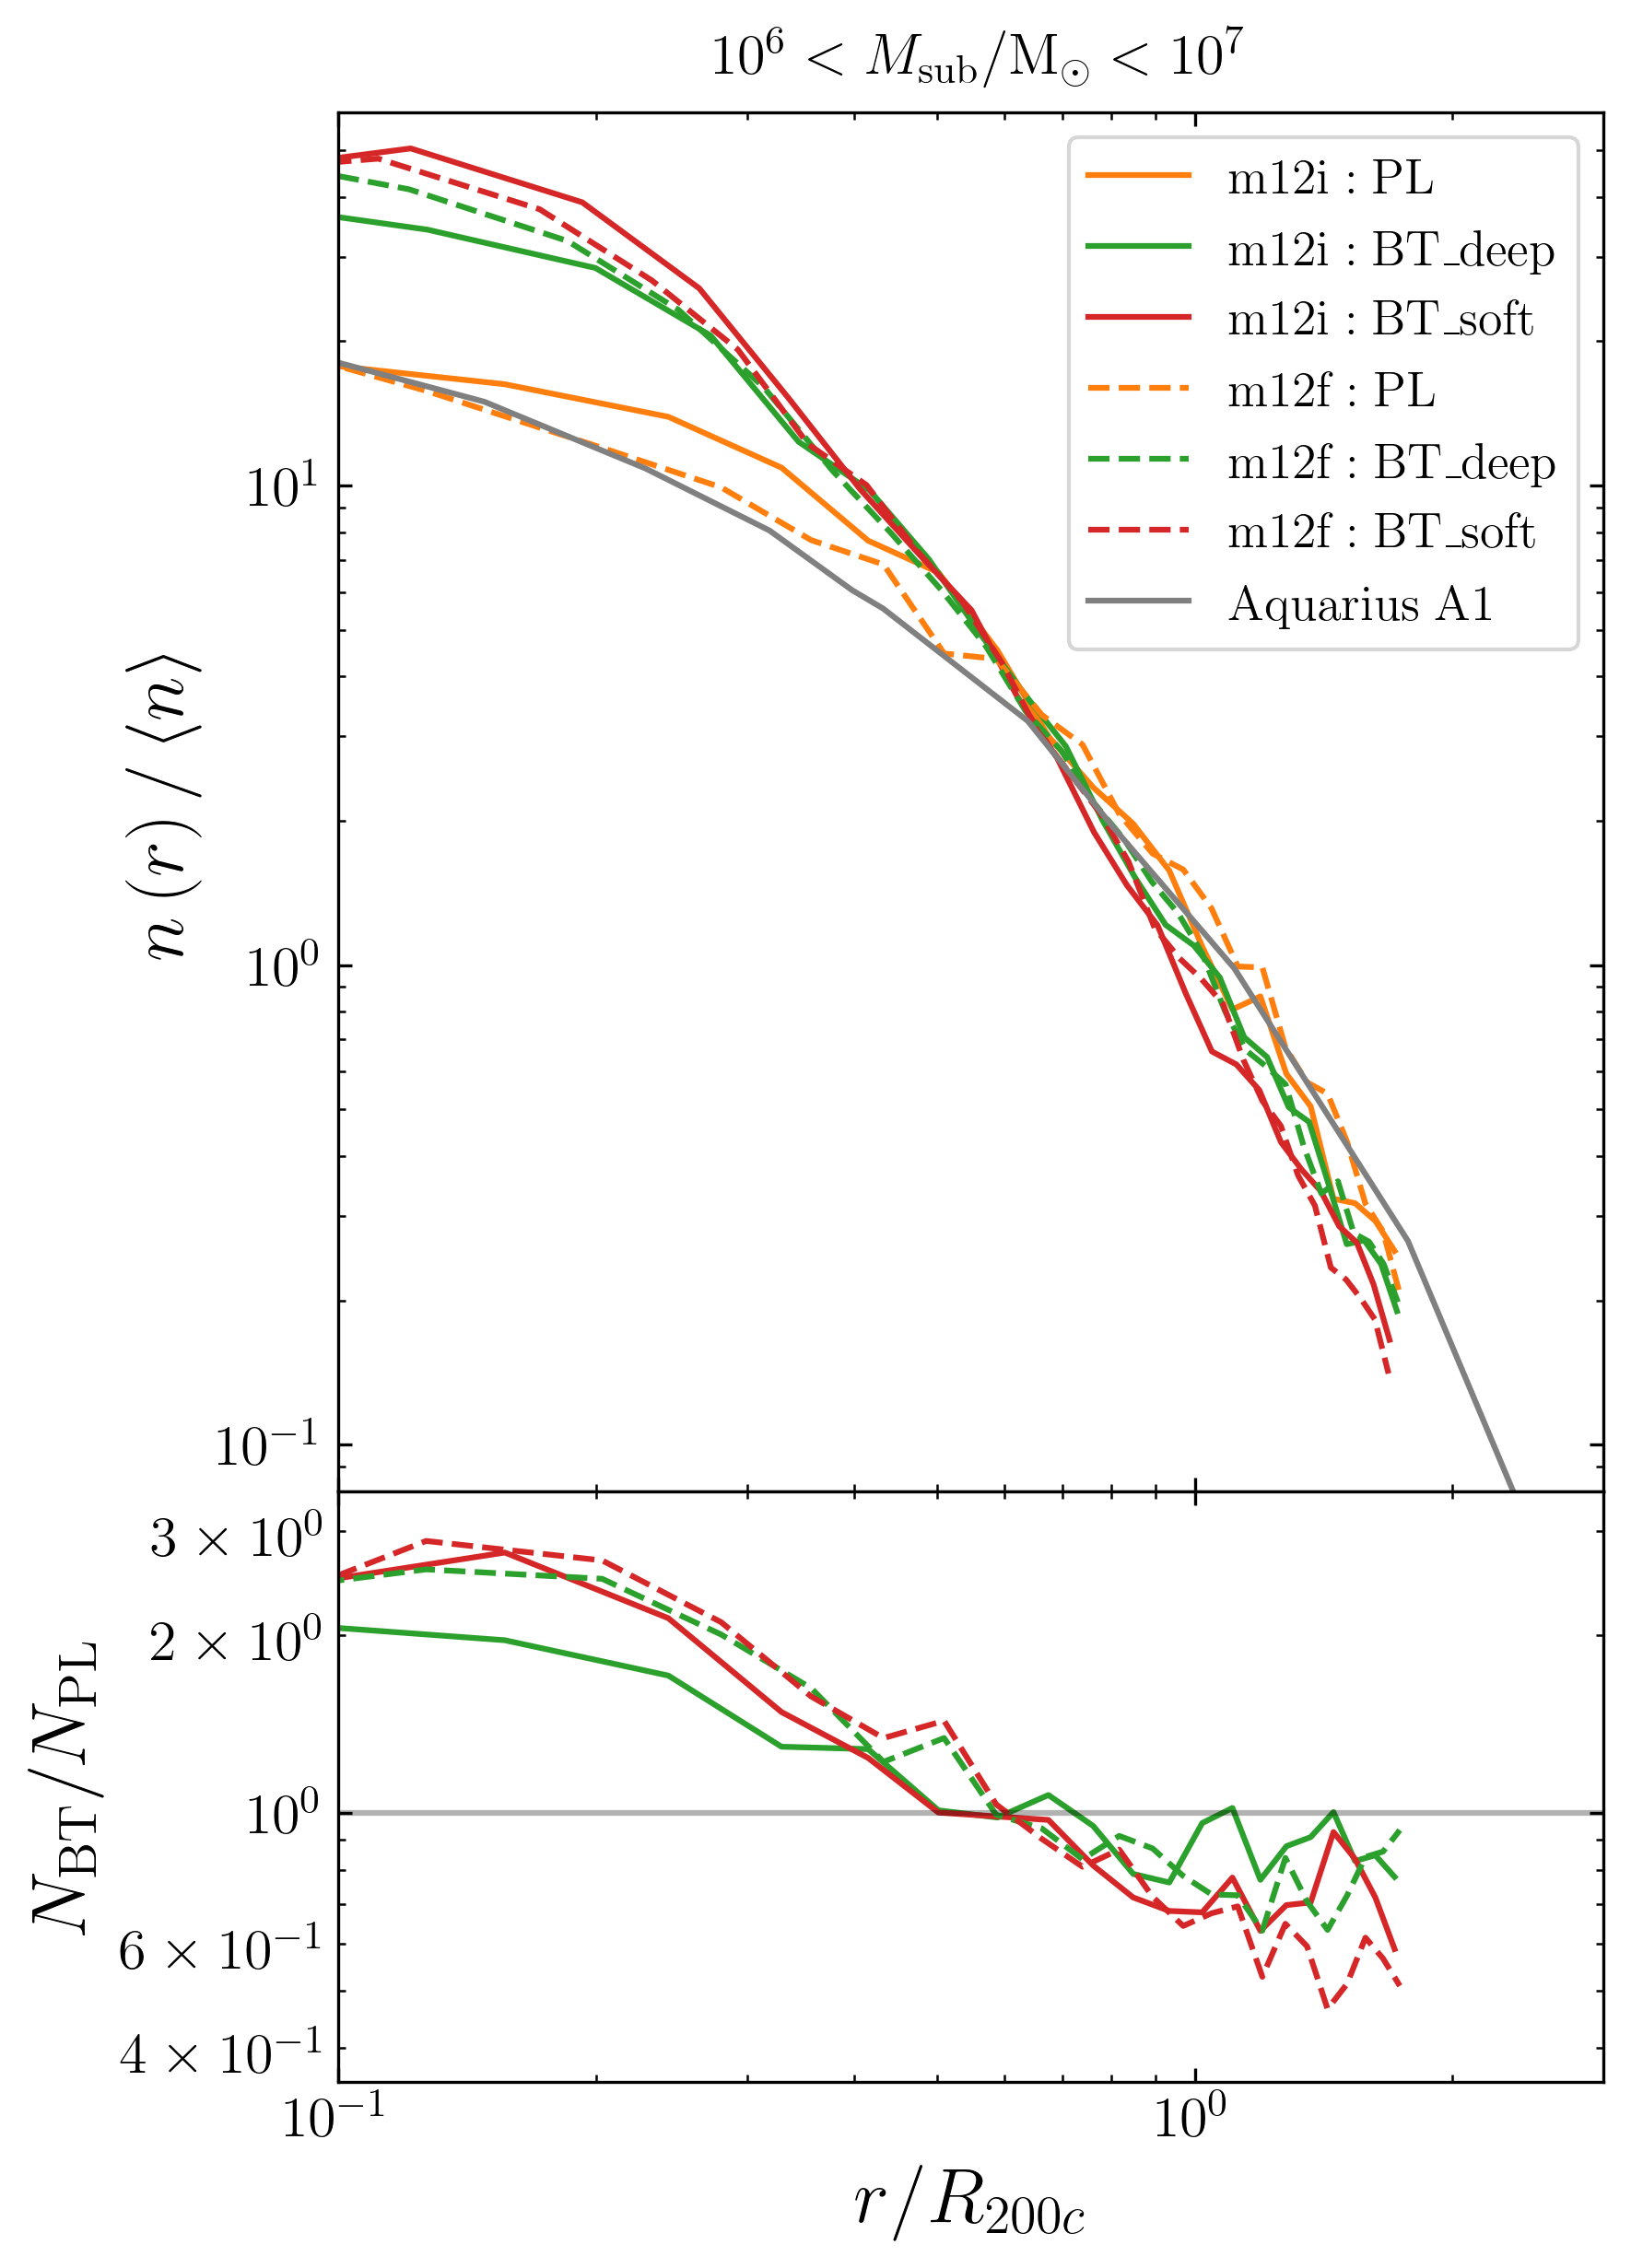 10^6 < M_sub/M_⊙ < 10^7
m12i : PL
m12i : BT_deep
m12i : BT_soft
m12f : PL
m12f : BT_deep
m12f : BT_soft
Aquarius A1
n (r) / ⟨n⟩
10^1
10^0
10^−1
N_BT/N_PL
3 × 10^0
2 × 10^0
10^0
6 × 10^−1
4 × 10^−1
10^−1
10^0
r/R_200c